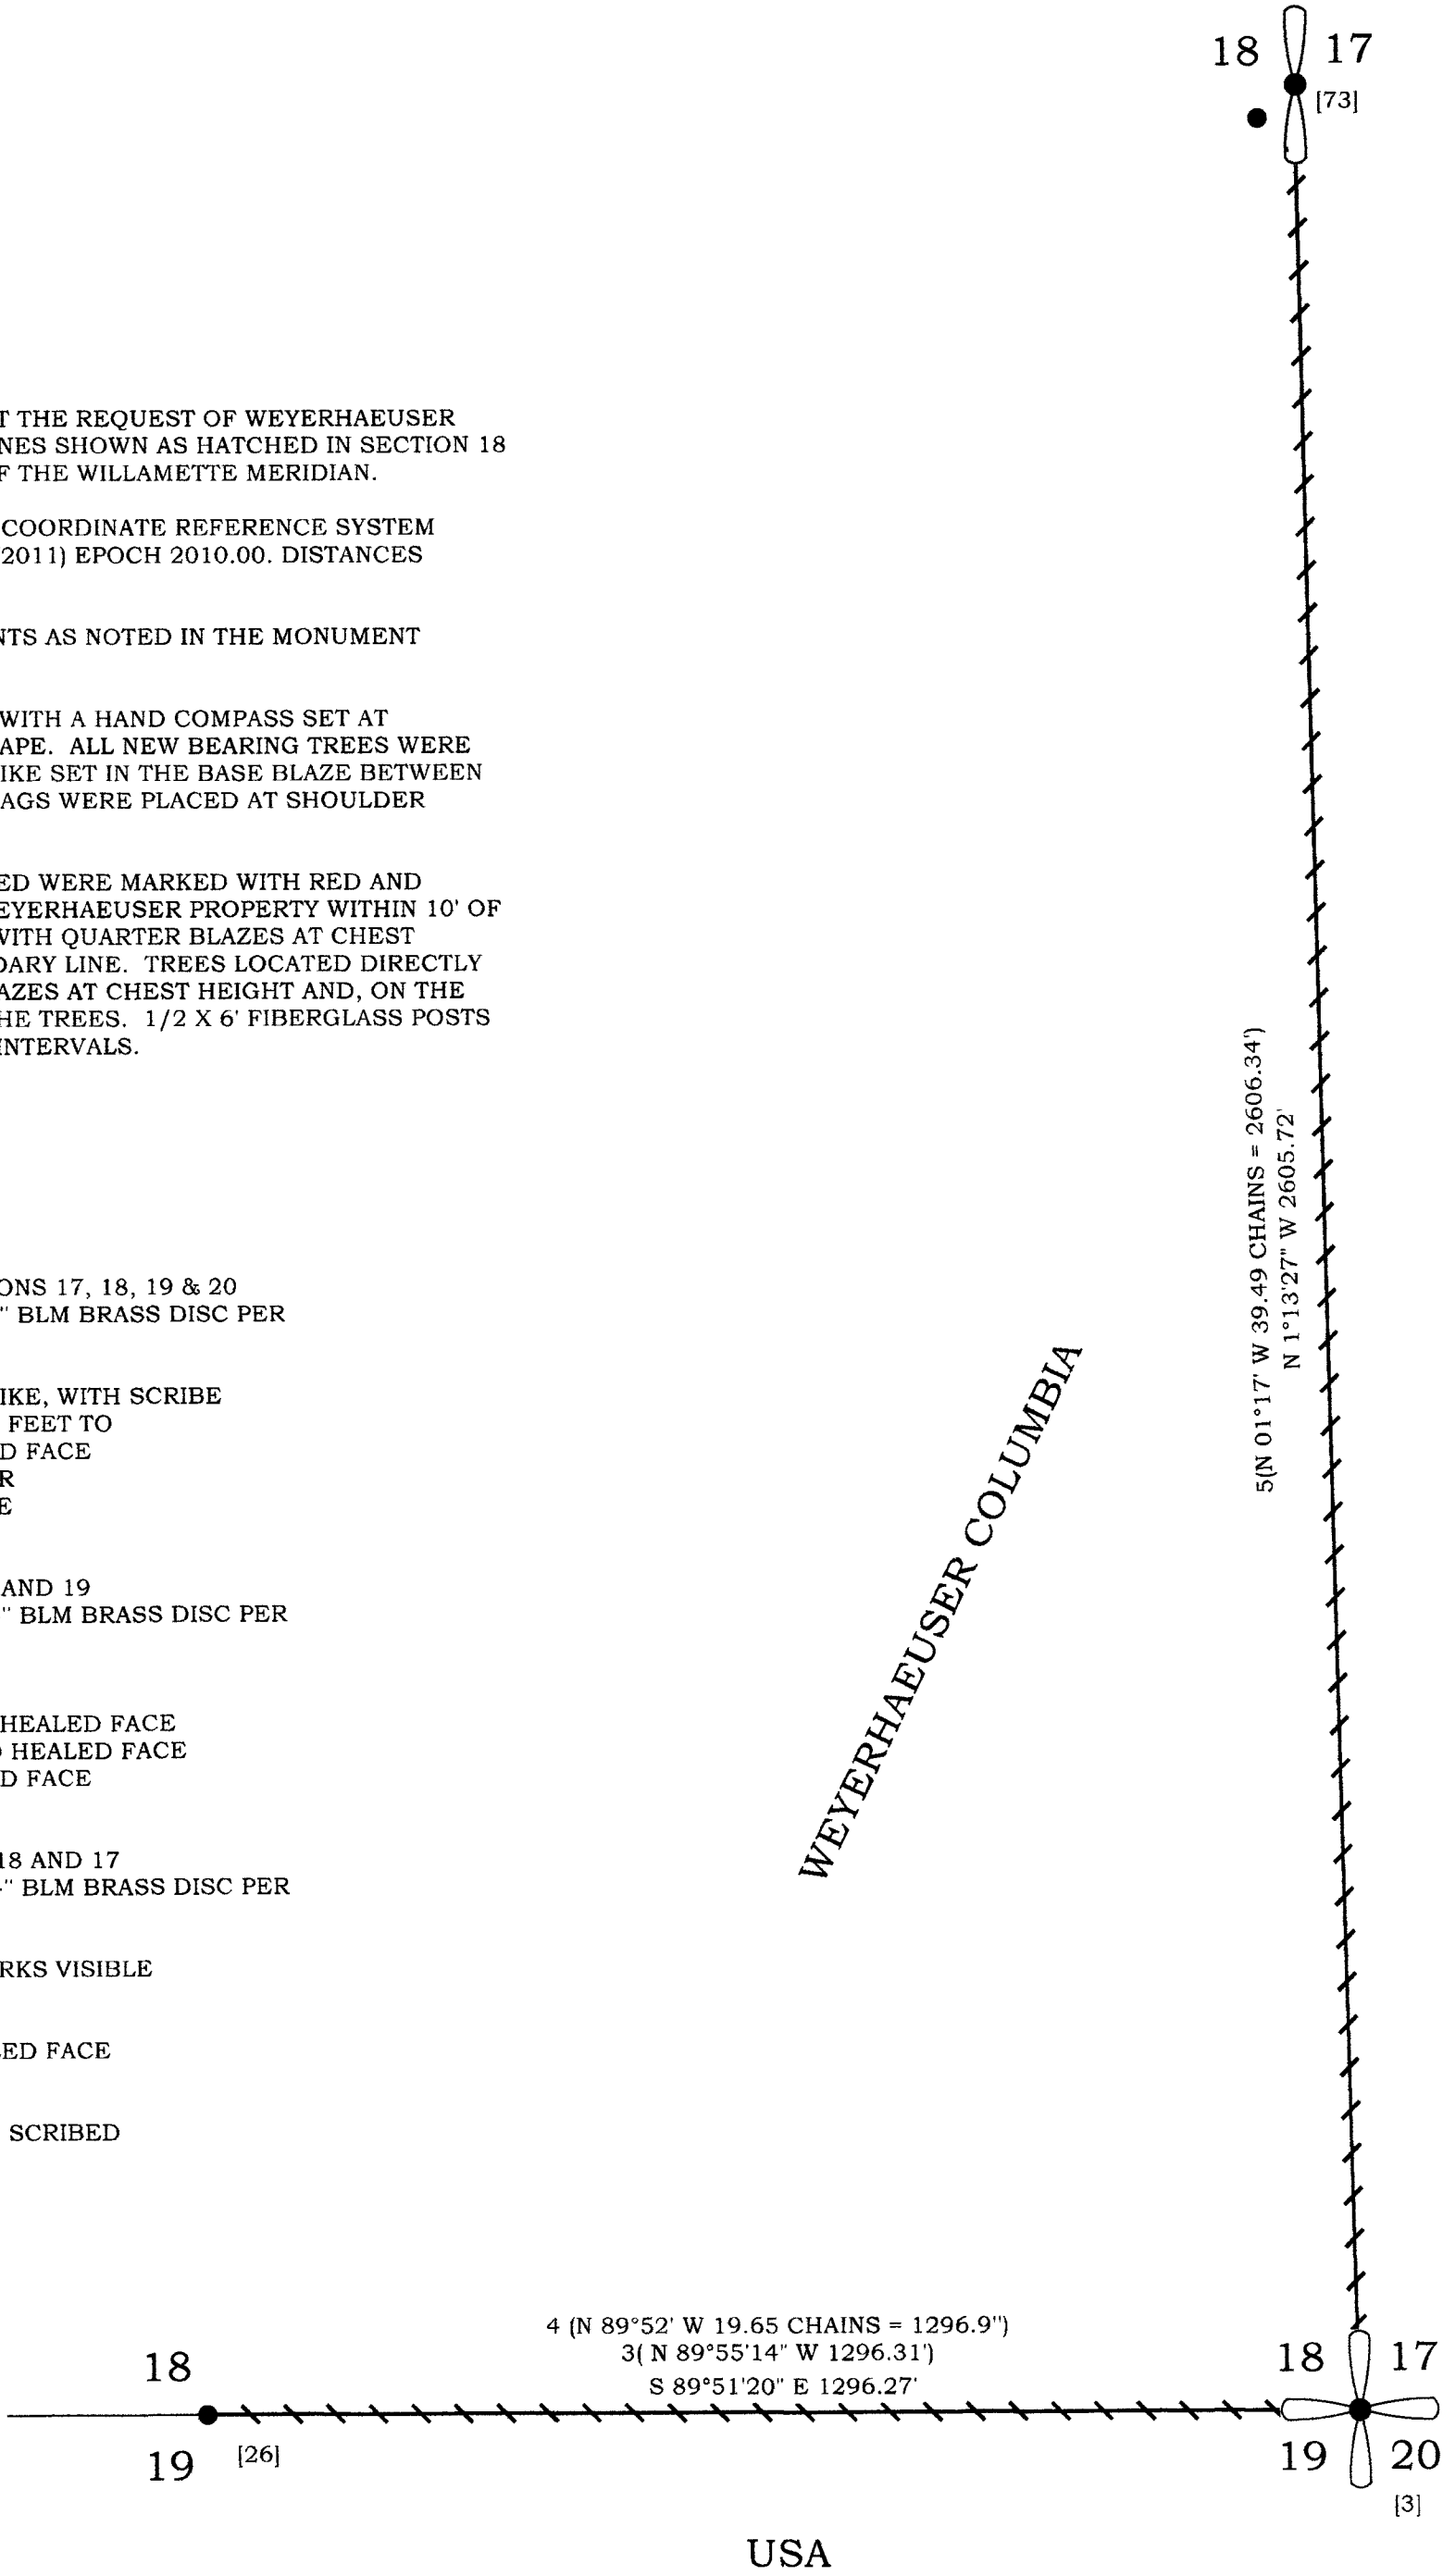 18 17
[73]
T THE REQUEST OF WEYERHAEUSER
NES SHOWN AS HATCHED IN SECTION 18
F THE WILLAMETTE MERIDIAN.
COORDINATE REFERENCE SYSTEM
2011) EPOCH 2010.00. DISTANCES
NTS AS NOTED IN THE MONUMENT
WITH A HAND COMPASS SET AT
APE. ALL NEW BEARING TREES WERE
IKE SET IN THE BASE BLAZE BETWEEN
AGS WERE PLACED AT SHOULDER
ED WERE MARKED WITH RED AND
EYERHAEUSER PROPERTY WITHIN 10' OF
WITH QUARTER BLAZES AT CHEST
DARY LINE. TREES LOCATED DIRECTLY
AZES AT CHEST HEIGHT AND, ON THE
HE TREES. 1/2 X 6' FIBERGLASS POSTS
INTERVALS.
ONS 17, 18, 19 & 20
" BLM BRASS DISC PER
IKE, WITH SCRIBE
FEET TO
D FACE
R
E
AND 19
" BLM BRASS DISC PER
HEALED FACE
) HEALED FACE
D FACE
18 AND 17
-" BLM BRASS DISC PER
RKS VISIBLE
ED FACE
SCRIBED
5(N 01°17' W 39.49 CHAINS = 2606.34')
N 1°13'27" W 2605.72'
WEYERHAEUSER COLUMBIA
4 (N 89°52' W 19.65 CHAINS = 1296.9")
3( N 89°55'14" W 1296.31')
S 89°51'20" E 1296.27'
18
18 17
19 [26]
19 20
[3]
USA